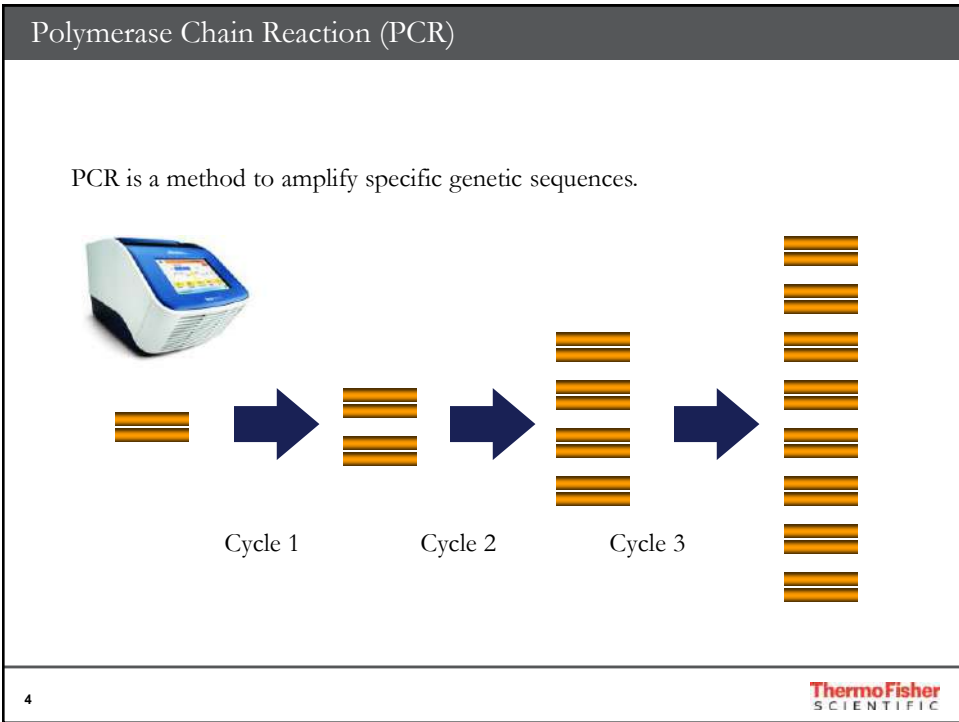 Polymerase Chain Reaction (PCR)
PCR is a method to amplify specific genetic sequences.
Cycle 1 Cycle 2 Cycle 3
4
ThermoFisher
SCIENTIFIC